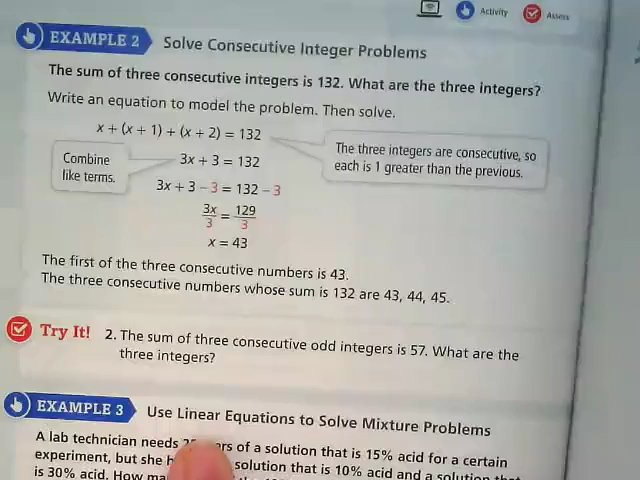 Activity
Assess
EXAMPLE 2 Solve Consecutive Integer Problems
The sum of three consecutive integers is 132. What are the three integers?
Write an equation to model the problem. Then solve.
x + (x + 1) + (x + 2) = 132
The three integers are consecutive, so
each is 1 greater than the previous.
Combine
like terms.
3x + 3 = 132
3x + 3 − 3 = 132 − 3
3x/3 = 129/3
x = 43
The first of the three consecutive numbers is 43.
The three consecutive numbers whose sum is 132 are 43, 44, 45.
Try It! 2. The sum of three consecutive odd integers is 57. What are the
three integers?
EXAMPLE 3 Use Linear Equations to Solve Mixture Problems
A lab technician needs of a solution that is 15% acid for a certain
experiment, but she solution that is 10% acid and a solution
is 30% acid. How